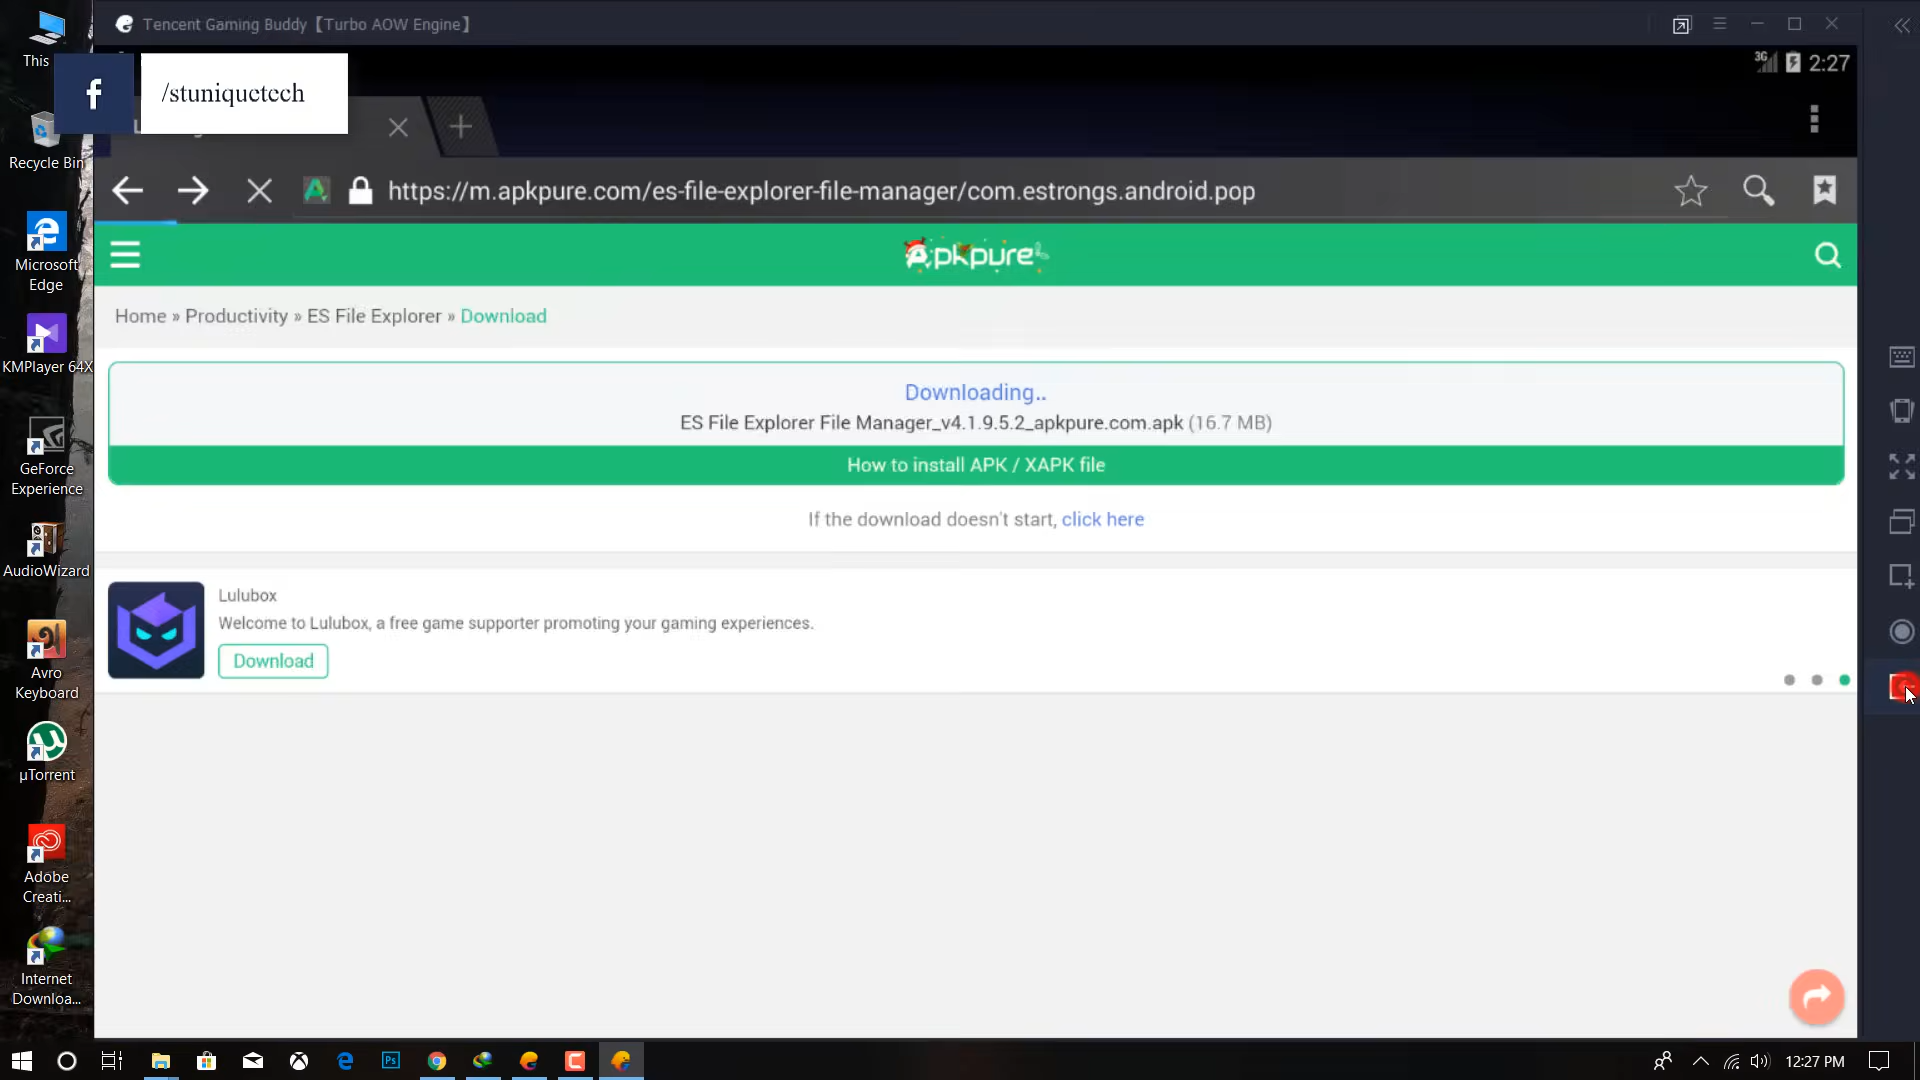 Tencent Gaming Buddy【Turbo AOW Engine】
This
/stuniquetech
3G
2:27
Recycle Bin
https://m.apkpure.com/es-file-explorer-file-manager/com.estrongs.android.pop
Apkpure
Home » Productivity » ES File Explorer » Download
Microsoft
Edge
Downloading..
ES File Explorer File Manager_v4.1.9.5.2_apkpure.com.apk (16.7 MB)
How to install APK / XAPK file
If the download doesn't start, click here
KMPlayer 64X
GeForce
Experience
AudioWizard
Lulubox
Welcome to Lulubox, a free game supporter promoting your gaming experiences.
Download
Avro
Keyboard
µTorrent
Adobe
Creati...
Internet
Downloa...
Ps
12:27 PM